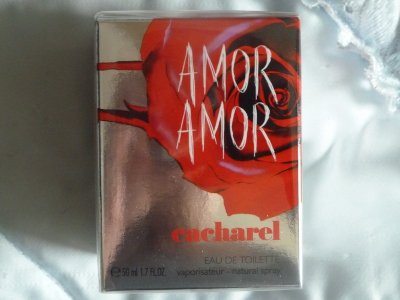 AMOR
AMOR
cacharel
EAU DE TOILETTE
℮ 50 ml 1.7 fl.oz. vaporisateur - natural spray